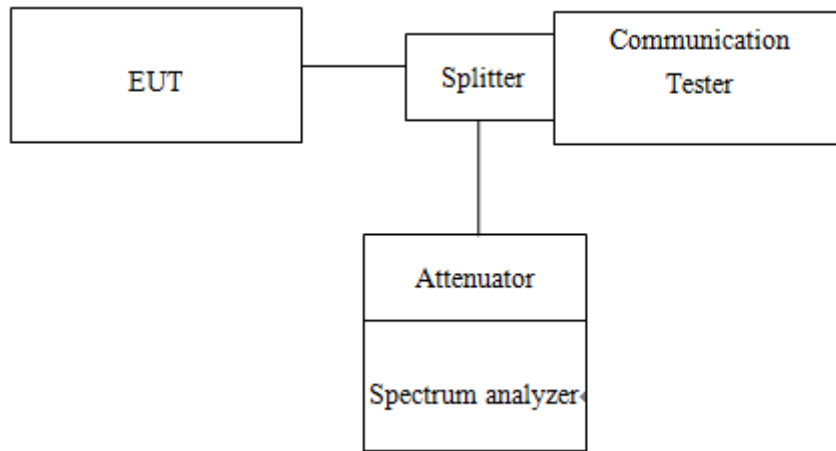 EUT
Splitter
Communication
Tester
Attenuator
Spectrum analyzer